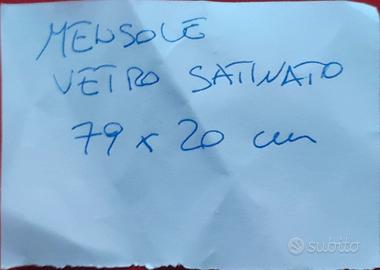 MENSOLE
VETRO SATINATO
79 x 20 cm
subito